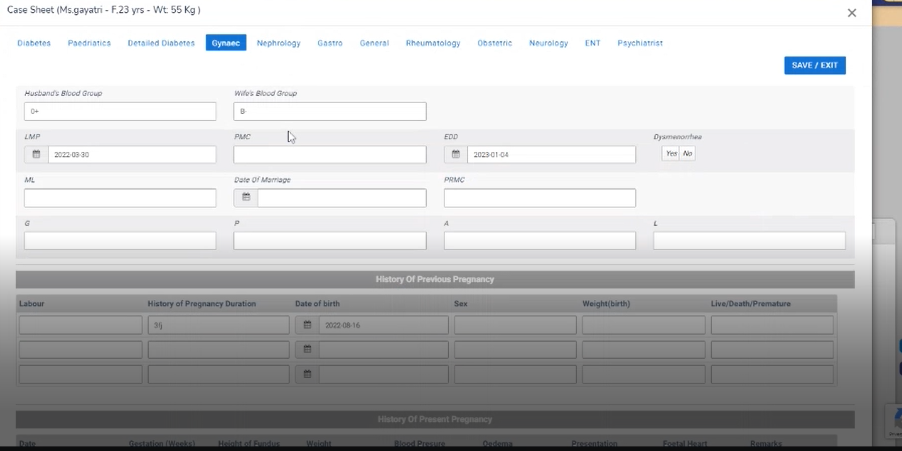 Case Sheet (Ms.gayatri - F,23 yrs - Wt: 55 Kg )
Diabetes Paedriatics Detailed Diabetes Gynaec Nephrology Gastro General Rheumatology Obstetric Neurology ENT Psychiatrist
SAVE / EXIT
Husband's Blood Group Wife's Blood Group
O+ B-
LMP PMC EDD Dysmenorrhea
2022-03-30 2023-01-04 Yes No
ML Date Of Marriage PRMC
G P A L
History Of Previous Pregnancy
Labour History of Pregnancy Duration Date of birth Sex Weight(birth) Live/Death/Premature
2022-08-16
History Of Present Pregnancy
Date Gestation (Weeks) Height of Fundus Weight Blood Presure Oedema Presentation Foetal Heart Remarks